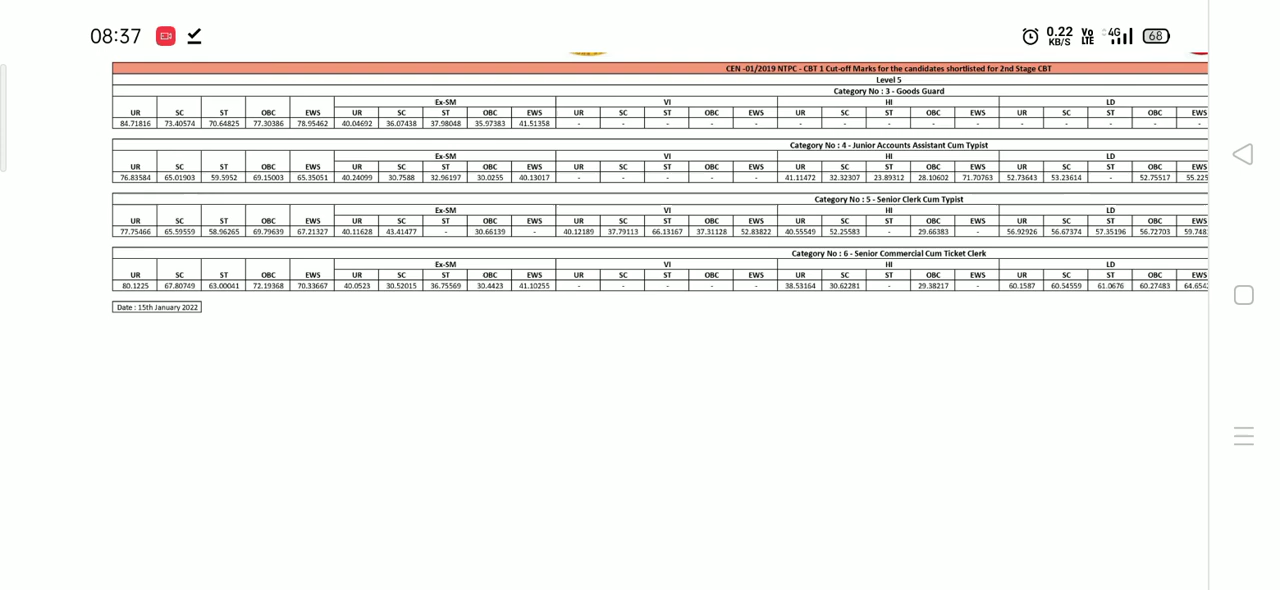 08:37 0.22 KB/S Vo LTE 4G 68
CEN -01/2019 NTPC - CBT 1 Cut-off Marks for the candidates shortlisted for 2nd Stage CBT
Level 5
Category No : 3 - Goods Guard
Ex-SM VI HI LD
UR SC ST OBC EWS UR SC ST OBC EWS UR SC ST OBC EWS UR SC ST OBC EWS UR SC ST OBC EWS
84.71816 73.40574 70.64825 77.30386 78.95462 40.04692 36.07438 37.98048 35.97383 41.51358 - - - - - - - - - - - - - - -
Category No : 4 - Junior Accounts Assistant Cum Typist
Ex-SM VI HI LD
UR SC ST OBC EWS UR SC ST OBC EWS UR SC ST OBC EWS UR SC ST OBC EWS UR SC ST OBC EWS
76.83584 65.01903 59.5952 69.15003 65.35051 40.24099 30.7588 32.96197 30.0255 40.13017 - - - - - 41.11472 32.32307 23.89312 28.10602 71.70763 52.73643 53.23614 - 52.75517 55.225
Category No : 5 - Senior Clerk Cum Typist
Ex-SM VI HI LD
UR SC ST OBC EWS UR SC ST OBC EWS UR SC ST OBC EWS UR SC ST OBC EWS UR SC ST OBC EWS
77.75466 65.59559 58.96265 69.79639 67.21327 40.11628 43.41477 - 30.66139 - 40.12189 37.79113 66.13167 37.31128 52.83822 40.55549 52.25583 - 29.66383 - 56.92926 56.67374 57.35196 56.72703 59.748
Category No : 6 - Senior Commercial Cum Ticket Clerk
Ex-SM VI HI LD
UR SC ST OBC EWS UR SC ST OBC EWS UR SC ST OBC EWS UR SC ST OBC EWS UR SC ST OBC EWS
80.1225 67.80749 63.00041 72.19368 70.33667 40.0523 30.52015 36.75569 30.4423 41.10255 - - - - - 38.53164 30.62281 - 29.38217 - 60.1587 60.54559 61.0676 60.27483 64.654
Date : 15th January 2022